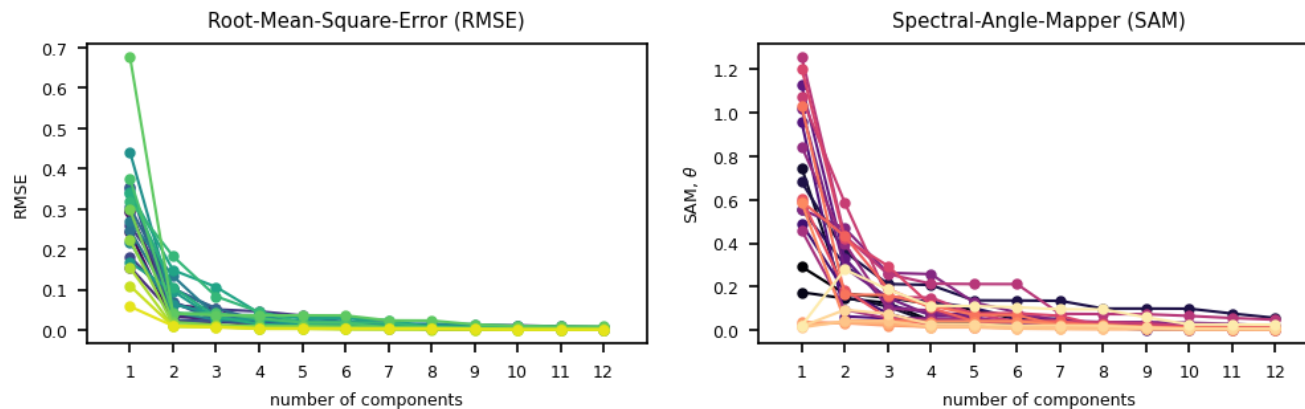 Root-Mean-Square-Error (RMSE)
0.7
0.6
0.5
0.4
0.3
0.2
0.1
0.0
RMSE
1 2 3 4 5 6 7 8 9 10 11 12
number of components
Spectral-Angle-Mapper (SAM)
1.2
1.0
0.8
0.6
0.4
0.2
0.0
SAM, θ
1 2 3 4 5 6 7 8 9 10 11 12
number of components